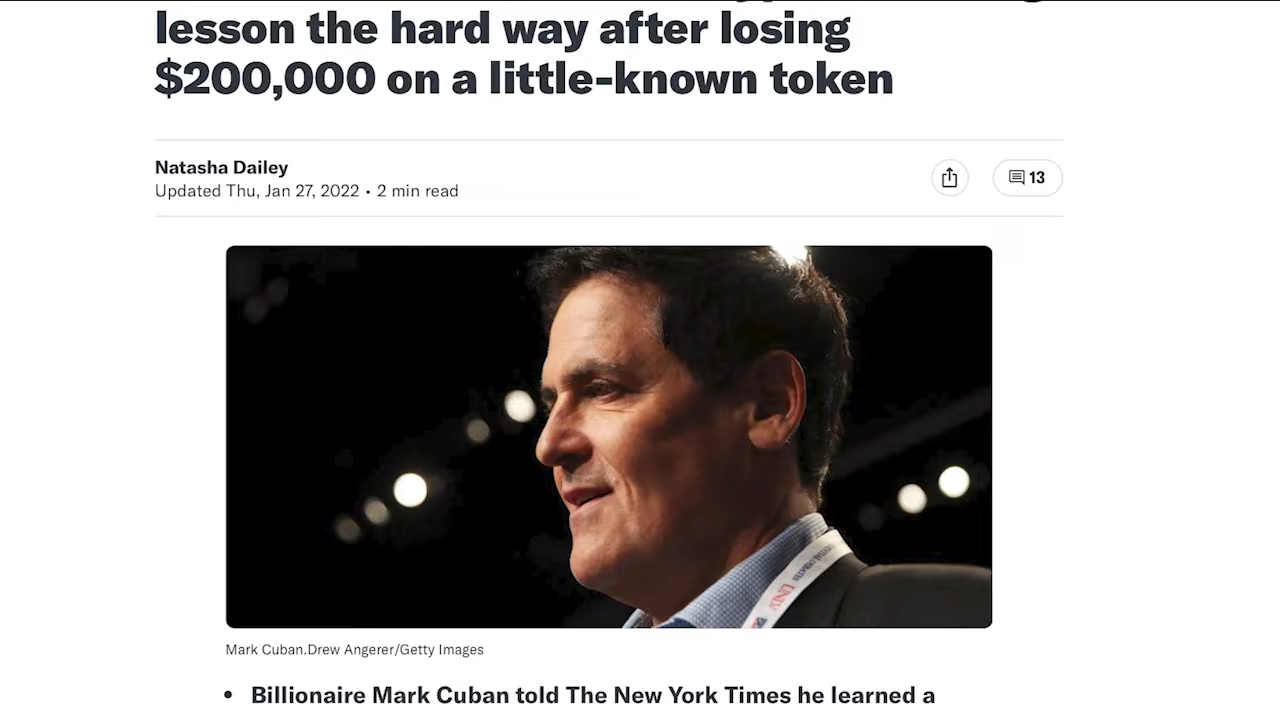 lesson the hard way after losing
$200,000 on a little-known token
Natasha Dailey
Updated Thu, Jan 27, 2022 • 2 min read
13
UNLV
Mark Cuban.Drew Angerer/Getty Images
• Billionaire Mark Cuban told The New York Times he learned a